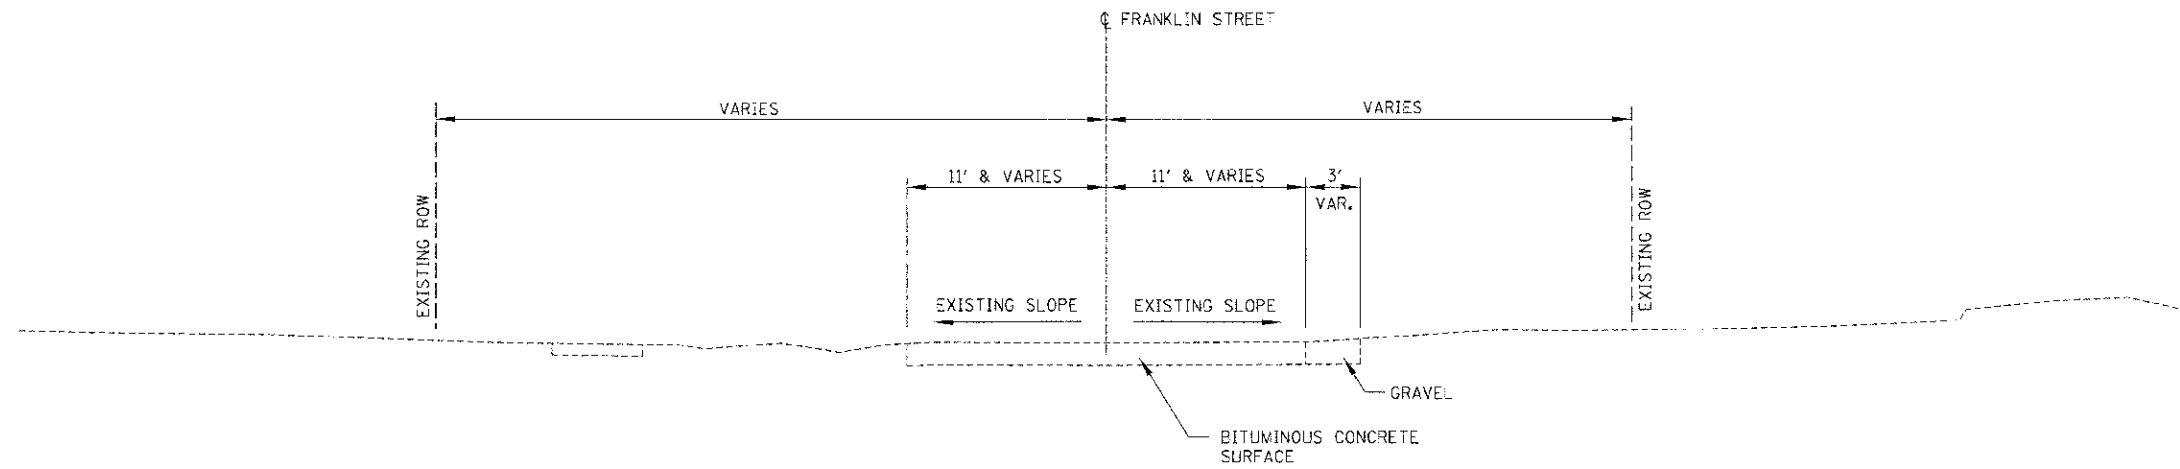 ℄ FRANKLIN STREET
VARIES
VARIES
11' & VARIES
11' & VARIES
3'
VAR.
EXISTING ROW
EXISTING ROW
EXISTING SLOPE
EXISTING SLOPE
GRAVEL
BITUMINOUS CONCRETE
SURFACE